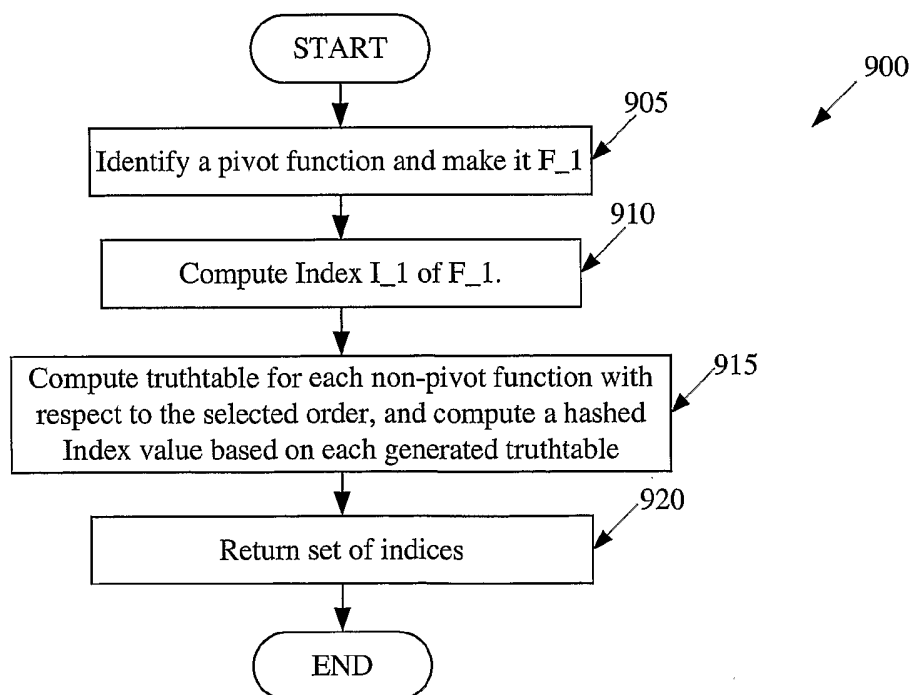 START
900
905
Identify a pivot function and make it F_1
910
Compute Index I_1 of F_1.
915
Compute truthtable for each non-pivot function with
respect to the selected order, and compute a hashed
Index value based on each generated truthtable
920
Return set of indices
END